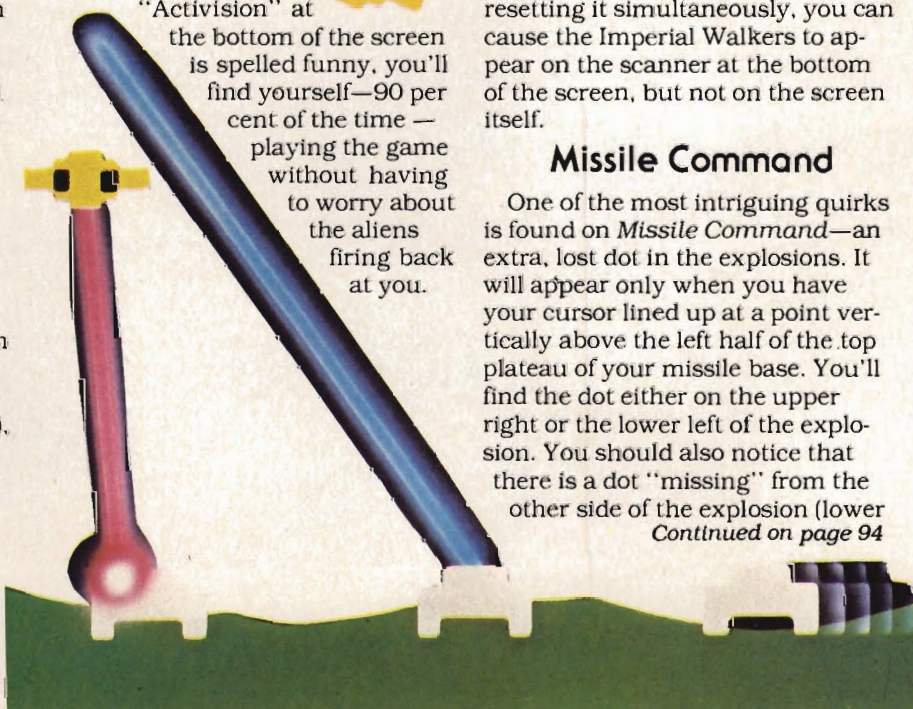 "Activision" at
the bottom of the screen
is spelled funny, you'll
find yourself—90 per
cent of the time —
playing the game
without having
to worry about
the aliens
firing back
at you.
resetting it simultaneously, you can
cause the Imperial Walkers to ap-
pear on the scanner at the bottom
of the screen, but not on the screen
itself.
Missile Command
One of the most intriguing quirks
is found on Missile Command—an
extra, lost dot in the explosions. It
will appear only when you have
your cursor lined up at a point ver-
tically above the left half of the top
plateau of your missile base. You'll
find the dot either on the upper
right or the lower left of the explo-
sion. You should also notice that
there is a dot "missing" from the
other side of the explosion (lower
Continued on page 94